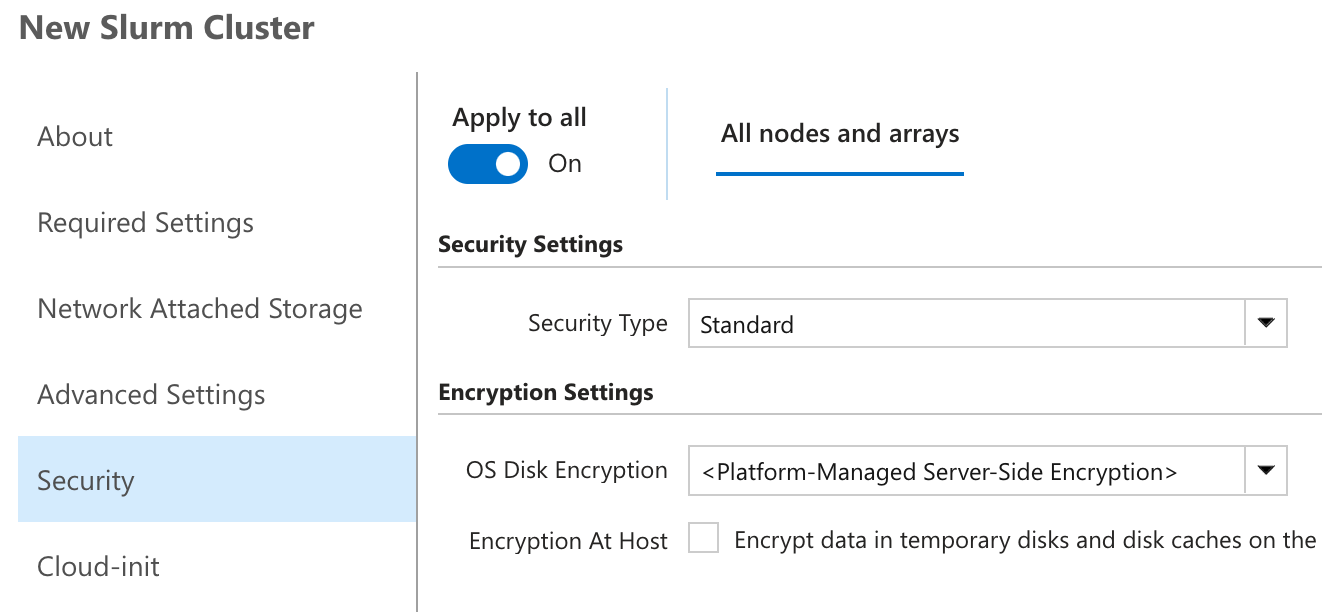 New Slurm Cluster
About
Required Settings
Network Attached Storage
Advanced Settings
Security
Cloud-init
Apply to all
On
All nodes and arrays
Security Settings
Security Type Standard
Encryption Settings
OS Disk Encryption <Platform-Managed Server-Side Encryption>
Encryption At Host Encrypt data in temporary disks and disk caches on the